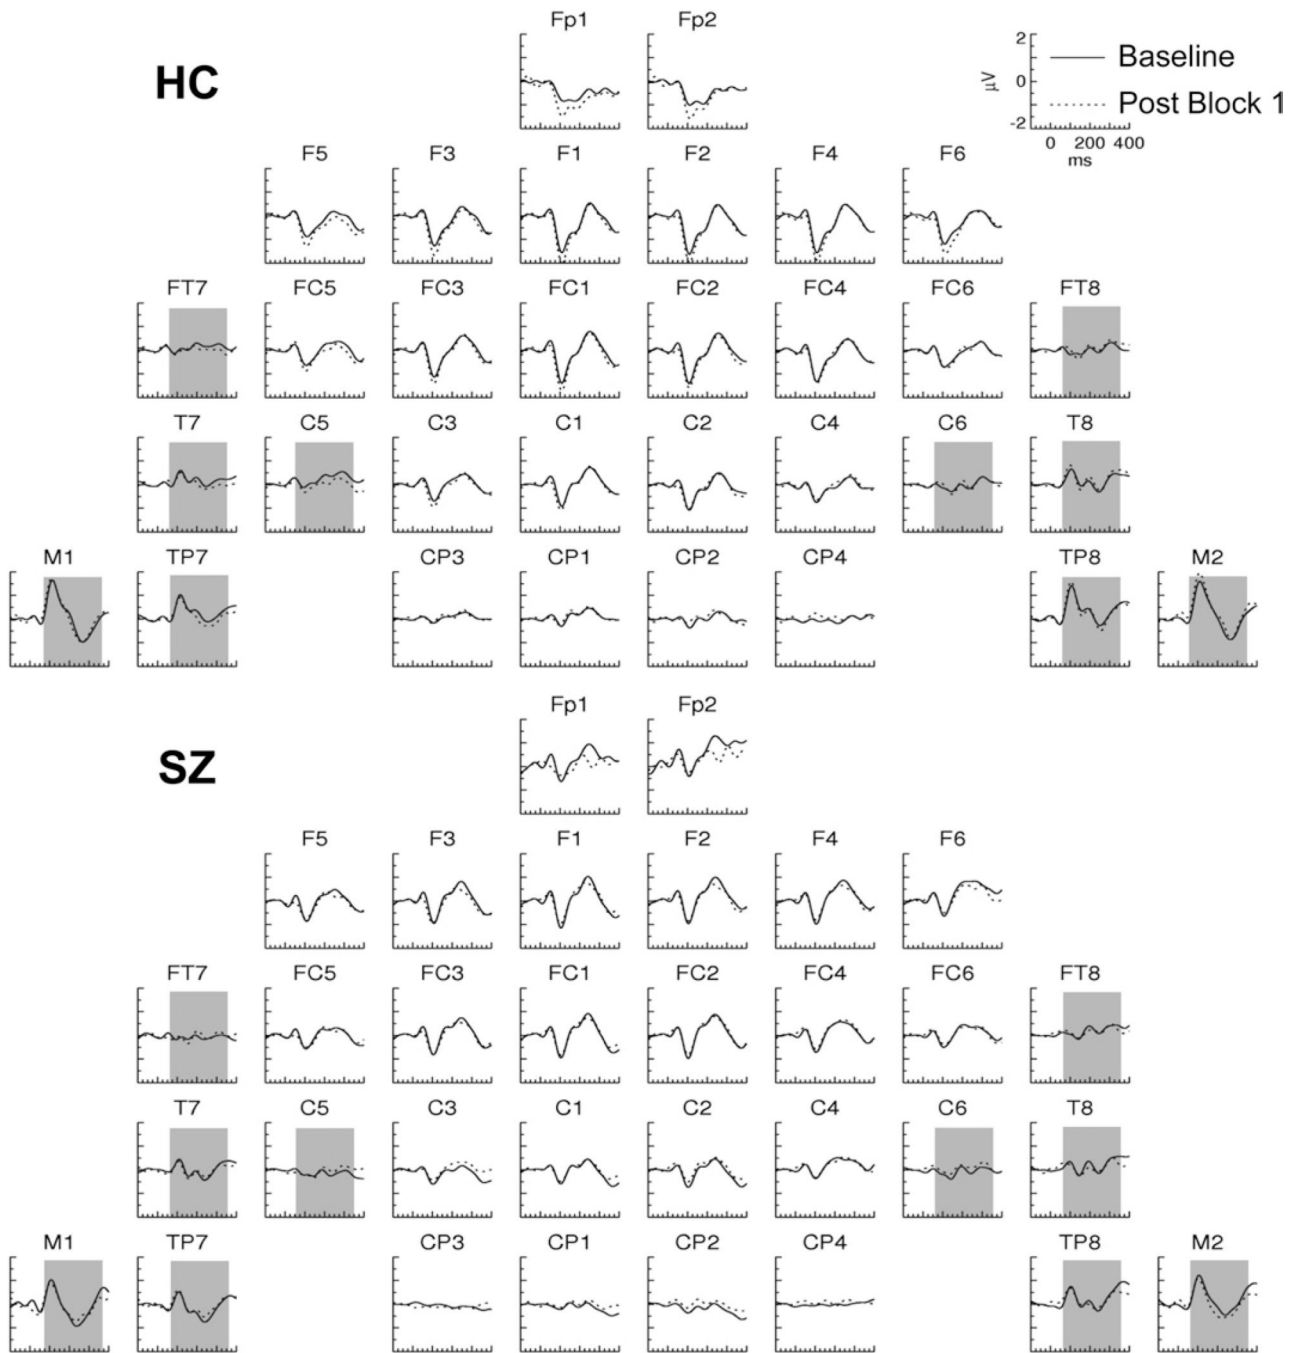 Fp1 Fp2
HC
2
0
-2
μV
Baseline
Post Block 1
0 200 400
ms
F5 F3 F1 F2 F4 F6
FT7 FC5 FC3 FC1 FC2 FC4 FC6 FT8
T7 C5 C3 C1 C2 C4 C6 T8
M1 TP7 CP3 CP1 CP2 CP4 TP8 M2
Fp1 Fp2
SZ
F5 F3 F1 F2 F4 F6
FT7 FC5 FC3 FC1 FC2 FC4 FC6 FT8
T7 C5 C3 C1 C2 C4 C6 T8
M1 TP7 CP3 CP1 CP2 CP4 TP8 M2